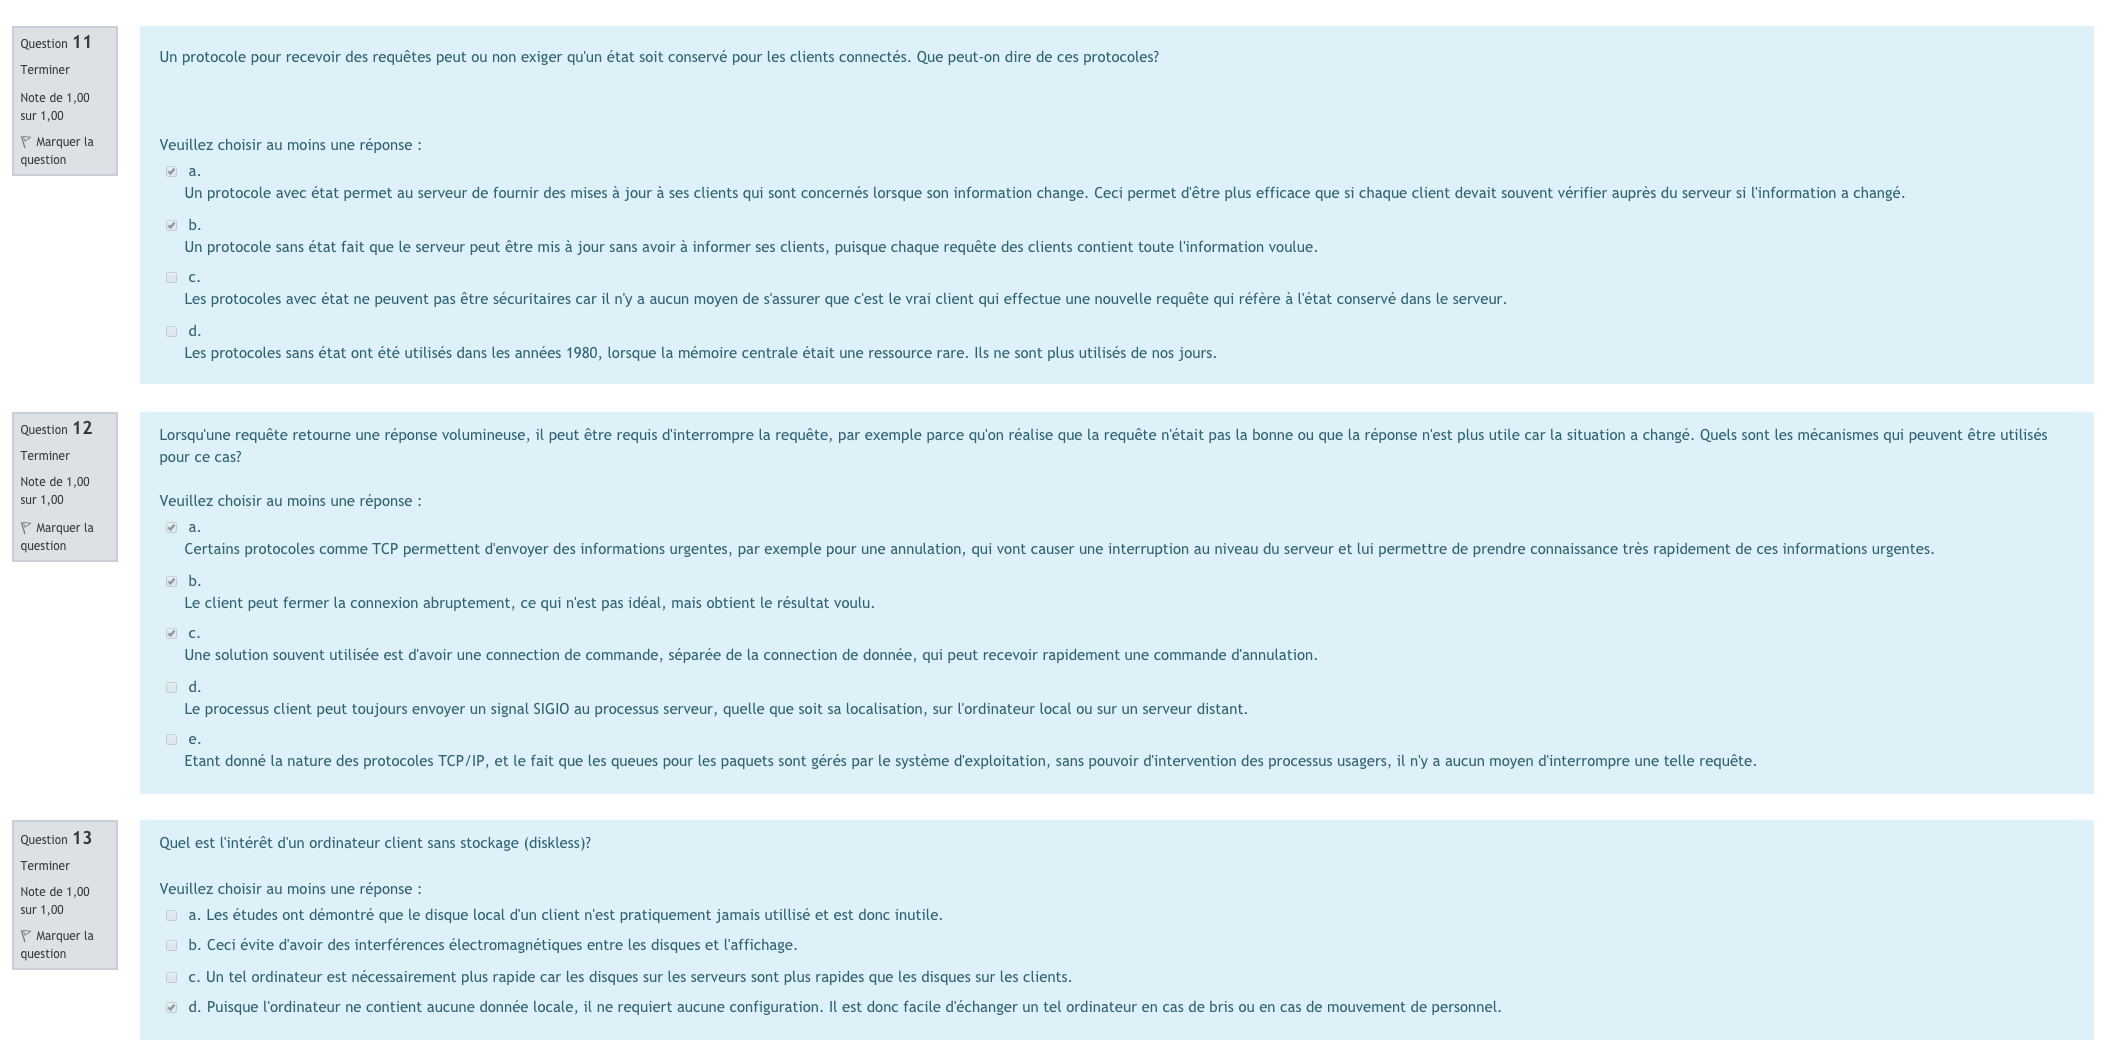 Question 11
Terminer
Note de 1,00
sur 1,00
Marquer la
question
Un protocole pour recevoir des requêtes peut ou non exiger qu'un état soit conservé pour les clients connectés. Que peut-on dire de ces protocoles?
Veuillez choisir au moins une réponse :
a.
Un protocole avec état permet au serveur de fournir des mises à jour à ses clients qui sont concernés lorsque son information change. Ceci permet d'être plus efficace que si chaque client devait souvent vérifier auprès du serveur si l'information a changé.
b.
Un protocole sans état fait que le serveur peut être mis à jour sans avoir à informer ses clients, puisque chaque requête des clients contient toute l'information voulue.
c.
Les protocoles avec état ne peuvent pas être sécuritaires car il n'y a aucun moyen de s'assurer que c'est le vrai client qui effectue une nouvelle requête qui réfère à l'état conservé dans le serveur.
d.
Les protocoles sans état ont été utilisés dans les années 1980, lorsque la mémoire centrale était une ressource rare. Ils ne sont plus utilisés de nos jours.
Question 12
Terminer
Note de 1,00
sur 1,00
Marquer la
question
Lorsqu'une requête retourne une réponse volumineuse, il peut être requis d'interrompre la requête, par exemple parce qu'on réalise que la requête n'était pas la bonne ou que la réponse n'est plus utile car la situation a changé. Quels sont les mécanismes qui peuvent être utilisés
pour ce cas?
Veuillez choisir au moins une réponse :
a.
Certains protocoles comme TCP permettent d'envoyer des informations urgentes, par exemple pour une annulation, qui vont causer une interruption au niveau du serveur et lui permettre de prendre connaissance très rapidement de ces informations urgentes.
b.
Le client peut fermer la connexion abruptement, ce qui n'est pas idéal, mais obtient le résultat voulu.
c.
Une solution souvent utilisée est d'avoir une connection de commande, séparée de la connection de donnée, qui peut recevoir rapidement une commande d'annulation.
d.
Le processus client peut toujours envoyer un signal SIGIO au processus serveur, quelle que soit sa localisation, sur l'ordinateur local ou sur un serveur distant.
e.
Etant donné la nature des protocoles TCP/IP, et le fait que les queues pour les paquets sont gérés par le système d'exploitation, sans pouvoir d'intervention des processus usagers, il n'y a aucun moyen d'interrompre une telle requête.
Question 13
Terminer
Note de 1,00
sur 1,00
Marquer la
question
Quel est l'intérêt d'un ordinateur client sans stockage (diskless)?
Veuillez choisir au moins une réponse :
a. Les études ont démontré que le disque local d'un client n'est pratiquement jamais utillisé et est donc inutile.
b. Ceci évite d'avoir des interférences électromagnétiques entre les disques et l'affichage.
c. Un tel ordinateur est nécessairement plus rapide car les disques sur les serveurs sont plus rapides que les disques sur les clients.
d. Puisque l'ordinateur ne contient aucune donnée locale, il ne requiert aucune configuration. Il est donc facile d'échanger un tel ordinateur en cas de bris ou en cas de mouvement de personnel.